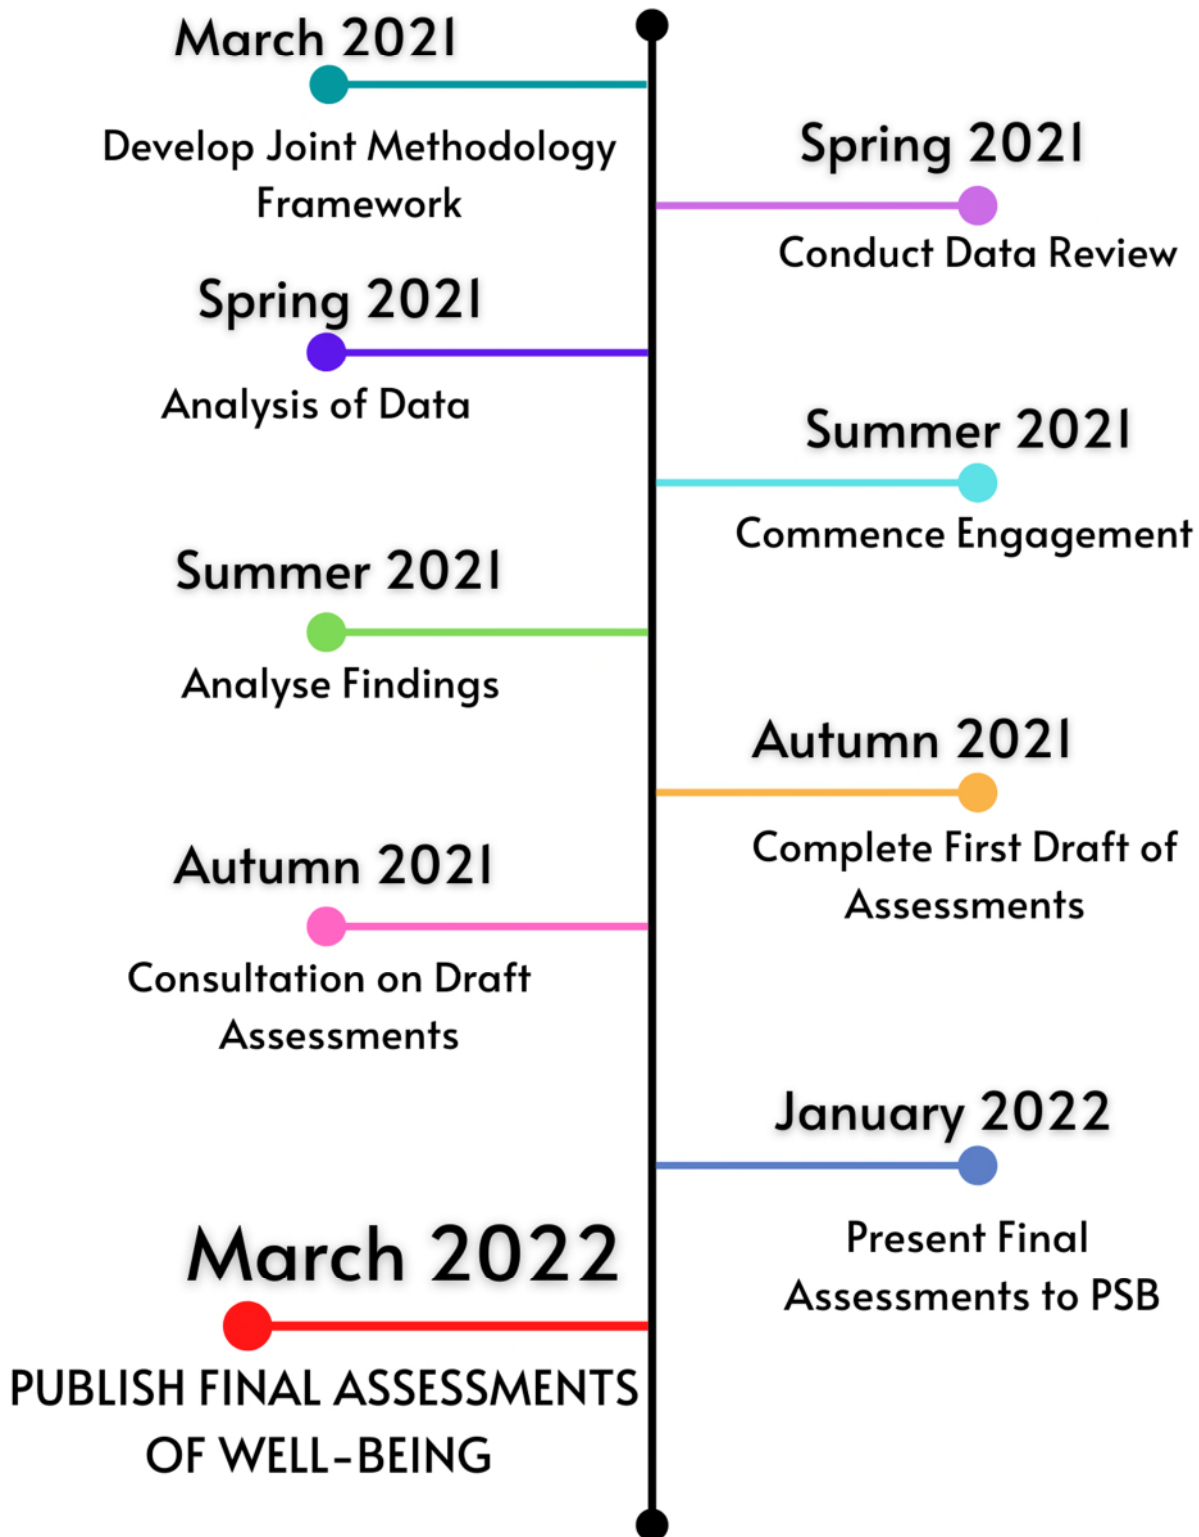 March 2021
Develop Joint Methodology
Framework
Spring 2021
Conduct Data Review
Spring 2021
Analysis of Data
Summer 2021
Commence Engagement
Summer 2021
Analyse Findings
Autumn 2021
Complete First Draft of
Assessments
Autumn 2021
Consultation on Draft
Assessments
January 2022
Present Final
Assessments to PSB
March 2022
PUBLISH FINAL ASSESSMENTS
OF WELL-BEING